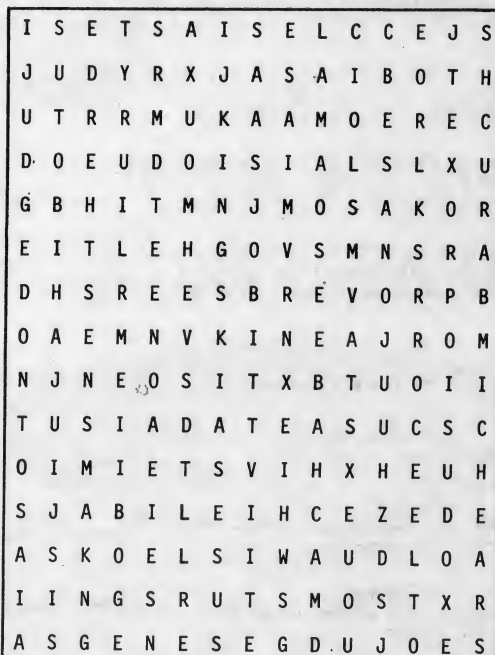 I S E T S A I S E L C C E J S
J U D Y R X J A S A I B O T H
U T R R M U K A A M O E R E C
D O E U D O I S I A L S L X U
G B H I T M N J M O S A K O R
E I T L E H G O V S M N S R A
D H S R E E S B R E V O R P B
O A E M N V K I N E A J R O M
N J N E O S I T X B T U O I I
T U S I A D A T E A S U C S C
O I M I E T S V I H X H E U H
S J A B I L E I H C E Z E D E
A S K O E L S I W A U D L O A
I I N G S R U T S M O S T X R
A S G E N E S E G D U J O E S